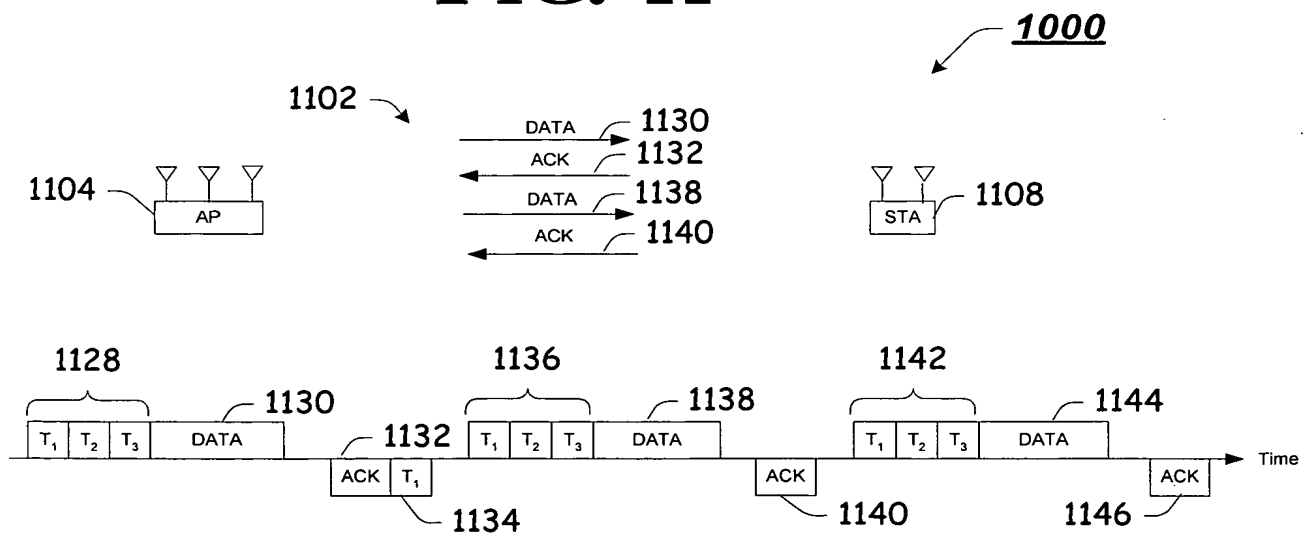 1000
1102
DATA 1130
ACK 1132
1104 AP DATA 1138 STA 1108
ACK 1140
1128 1136 1142
1130 1138 1144
T1 T2 T3 DATA 1132 T1 T2 T3 DATA T1 T2 T3 DATA
Time
ACK T1 ACK ACK
1134 1140 1146